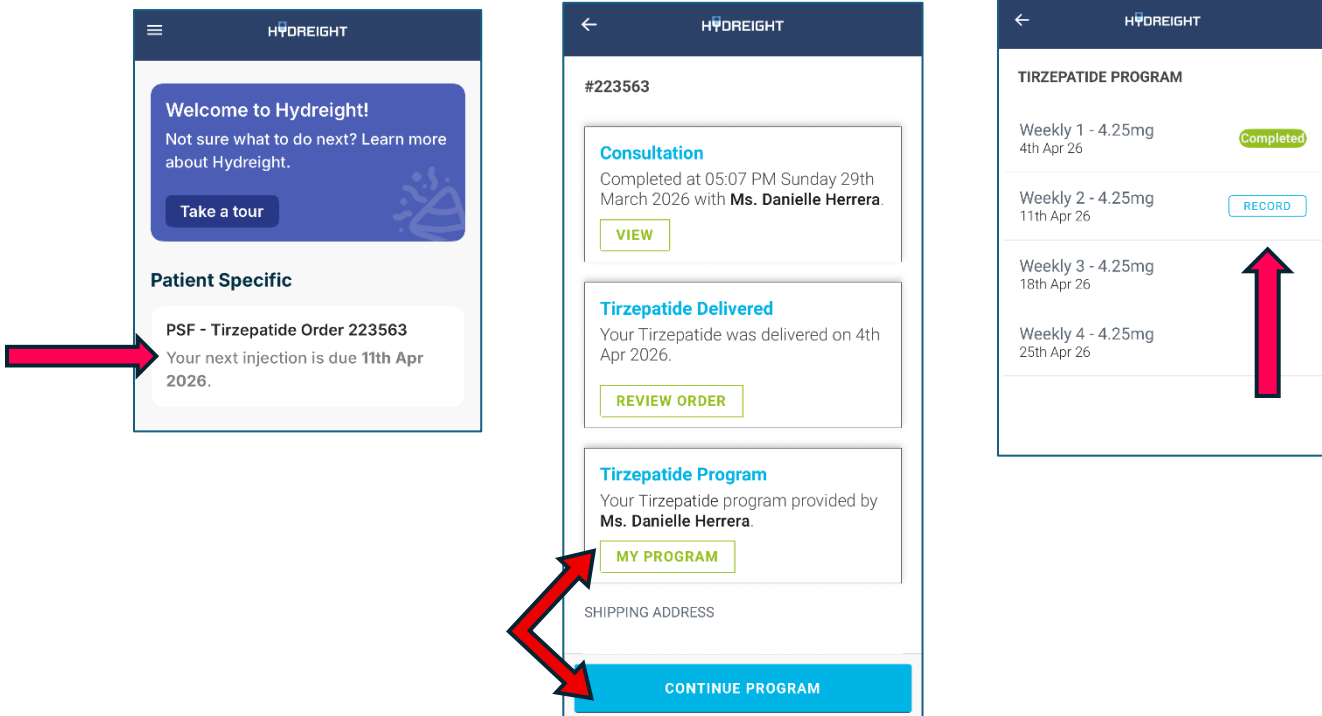 HYDREIGHT
Welcome to Hydreight!
Not sure what to do next? Learn more
about Hydreight.
Take a tour
Patient Specific
PSF - Tirzepatide Order 223563
Your next injection is due 11th Apr
2026.
HYDREIGHT
#223563
Consultation
Completed at 05:07 PM Sunday 29th
March 2026 with Ms. Danielle Herrera.
VIEW
Tirzepatide Delivered
Your Tirzepatide was delivered on 4th
Apr 2026.
REVIEW ORDER
Tirzepatide Program
Your Tirzepatide program provided by
Ms. Danielle Herrera.
MY PROGRAM
SHIPPING ADDRESS
CONTINUE PROGRAM
HYDREIGHT
TIRZEPATIDE PROGRAM
Weekly 1 - 4.25mg
4th Apr 26
Completed
Weekly 2 - 4.25mg
11th Apr 26
RECORD
Weekly 3 - 4.25mg
18th Apr 26
Weekly 4 - 4.25mg
25th Apr 26